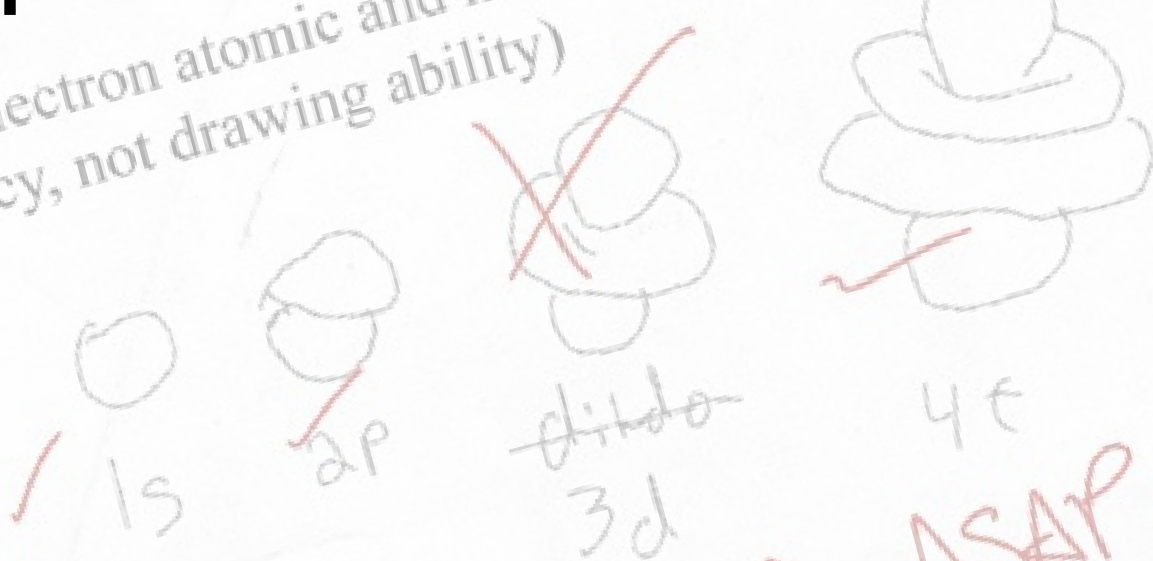 ectron atomic and
cy, not drawing ability)
1s
2p
dildo
3d
4f
ASAP